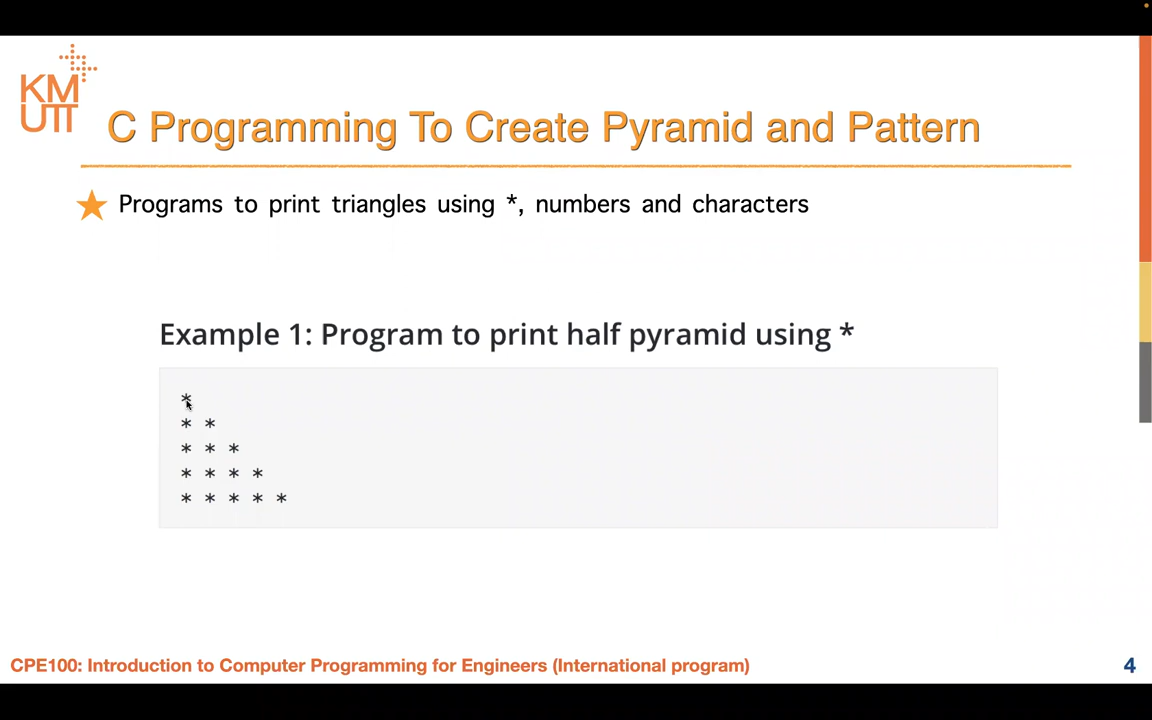 KM
UTT
C Programming To Create Pyramid and Pattern
Programs to print triangles using *, numbers and characters
Example 1: Program to print half pyramid using *
*
* *
* * *
* * * *
* * * * *
CPE100: Introduction to Computer Programming for Engineers (International program)
4